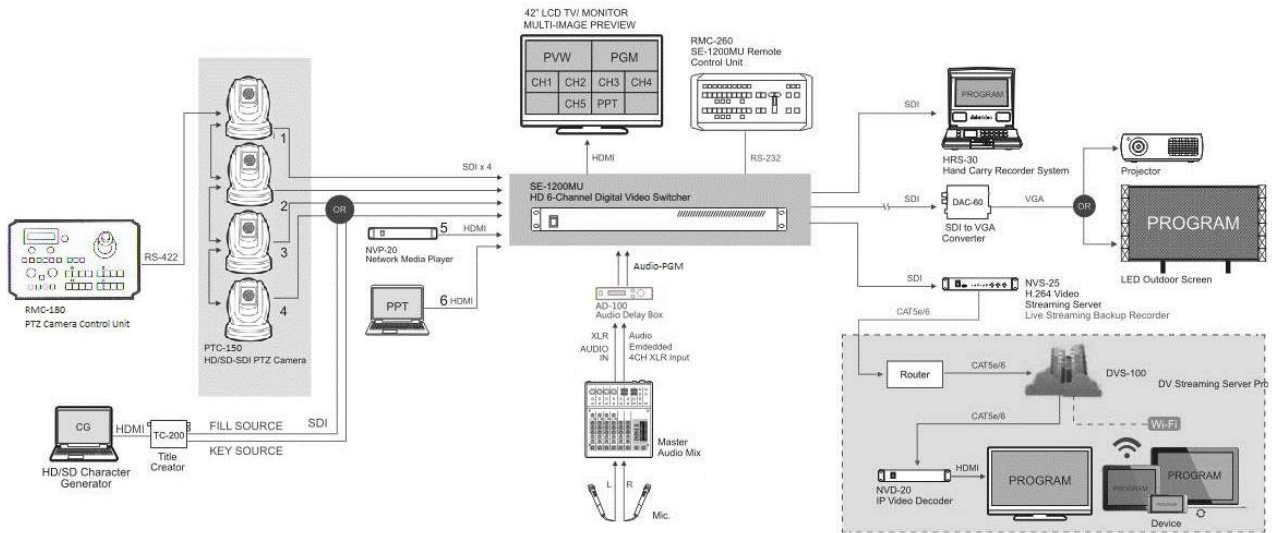 42" LCD TV/ MONITOR
MULTI-IMAGE PREVIEW
PVW PGM
CH1 CH2 CH3 CH4
CH5 PPT
HDMI
RMC-260
SE-1200MU Remote
Control Unit
RS-232
1
2
3
4
PTC-150
HD/SD-SDI PTZ Camera
RS-422
RMC-180
PTZ Camera Control Unit
SDI x 4
OR
SE-1200MU
HD 6-Channel Digital Video Switcher
5 HDMI
NVP-20
Network Media Player
PPT
6 HDMI
CG
HDMI
TC-200
Title
Creator
HD/SD Character
Generator
FILL SOURCE
KEY SOURCE
SDI
Audio-PGM
AD-100
Audio Delay Box
XLR
AUDIO
IN
Audio
Emdedded
4CH XLR Input
Master
Audio Mix
L R
Mic.
SDI
PROGRAM
datavideo
HRS-30
Hand Carry Recorder System
SDI
DAC-60
SDI to VGA
Converter
VGA
OR
Projector
PROGRAM
LED Outdoor Screen
SDI
NVS-25
H.264 Video
Streaming Server
Live Streaming Backup Recorder
CAT5e/6
Router
CAT5e/6
DVS-100
DV Streaming Server Pro
CAT5e/6
Wi-Fi
NVD-20
IP Video Decoder
HDMI
PROGRAM
PROGRAM
PROGRAM
PROGRAM
Device